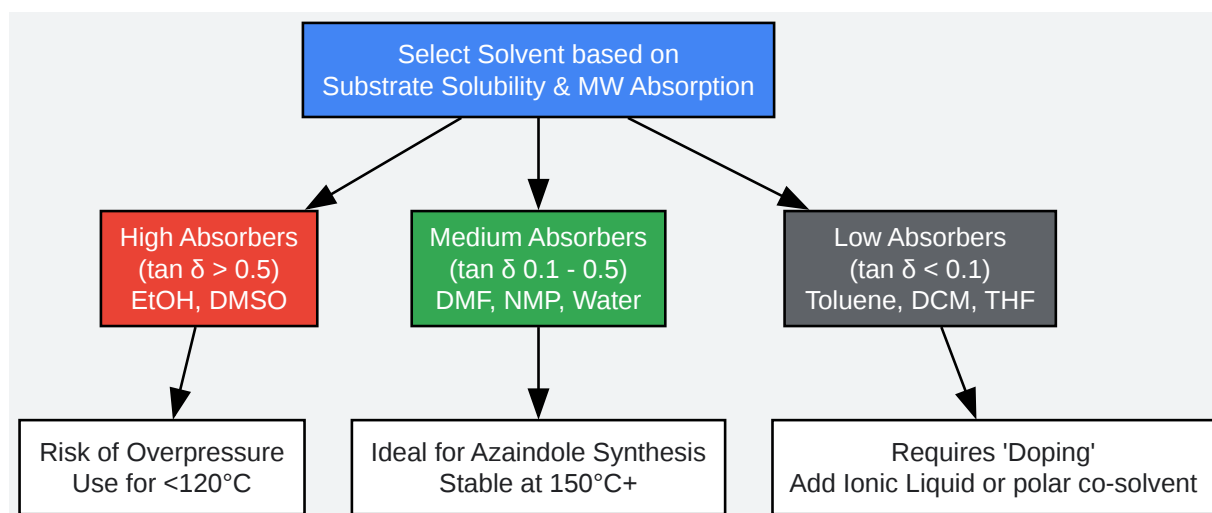 Select Solvent based on
Substrate Solubility & MW Absorption
High Absorbers
(tan δ > 0.5)
EtOH, DMSO
Medium Absorbers
(tan δ 0.1 - 0.5)
DMF, NMP, Water
Low Absorbers
(tan δ < 0.1)
Toluene, DCM, THF
Risk of Overpressure
Use for <120°C
Ideal for Azaindole Synthesis
Stable at 150°C+
Requires 'Doping'
Add Ionic Liquid or polar co-solvent